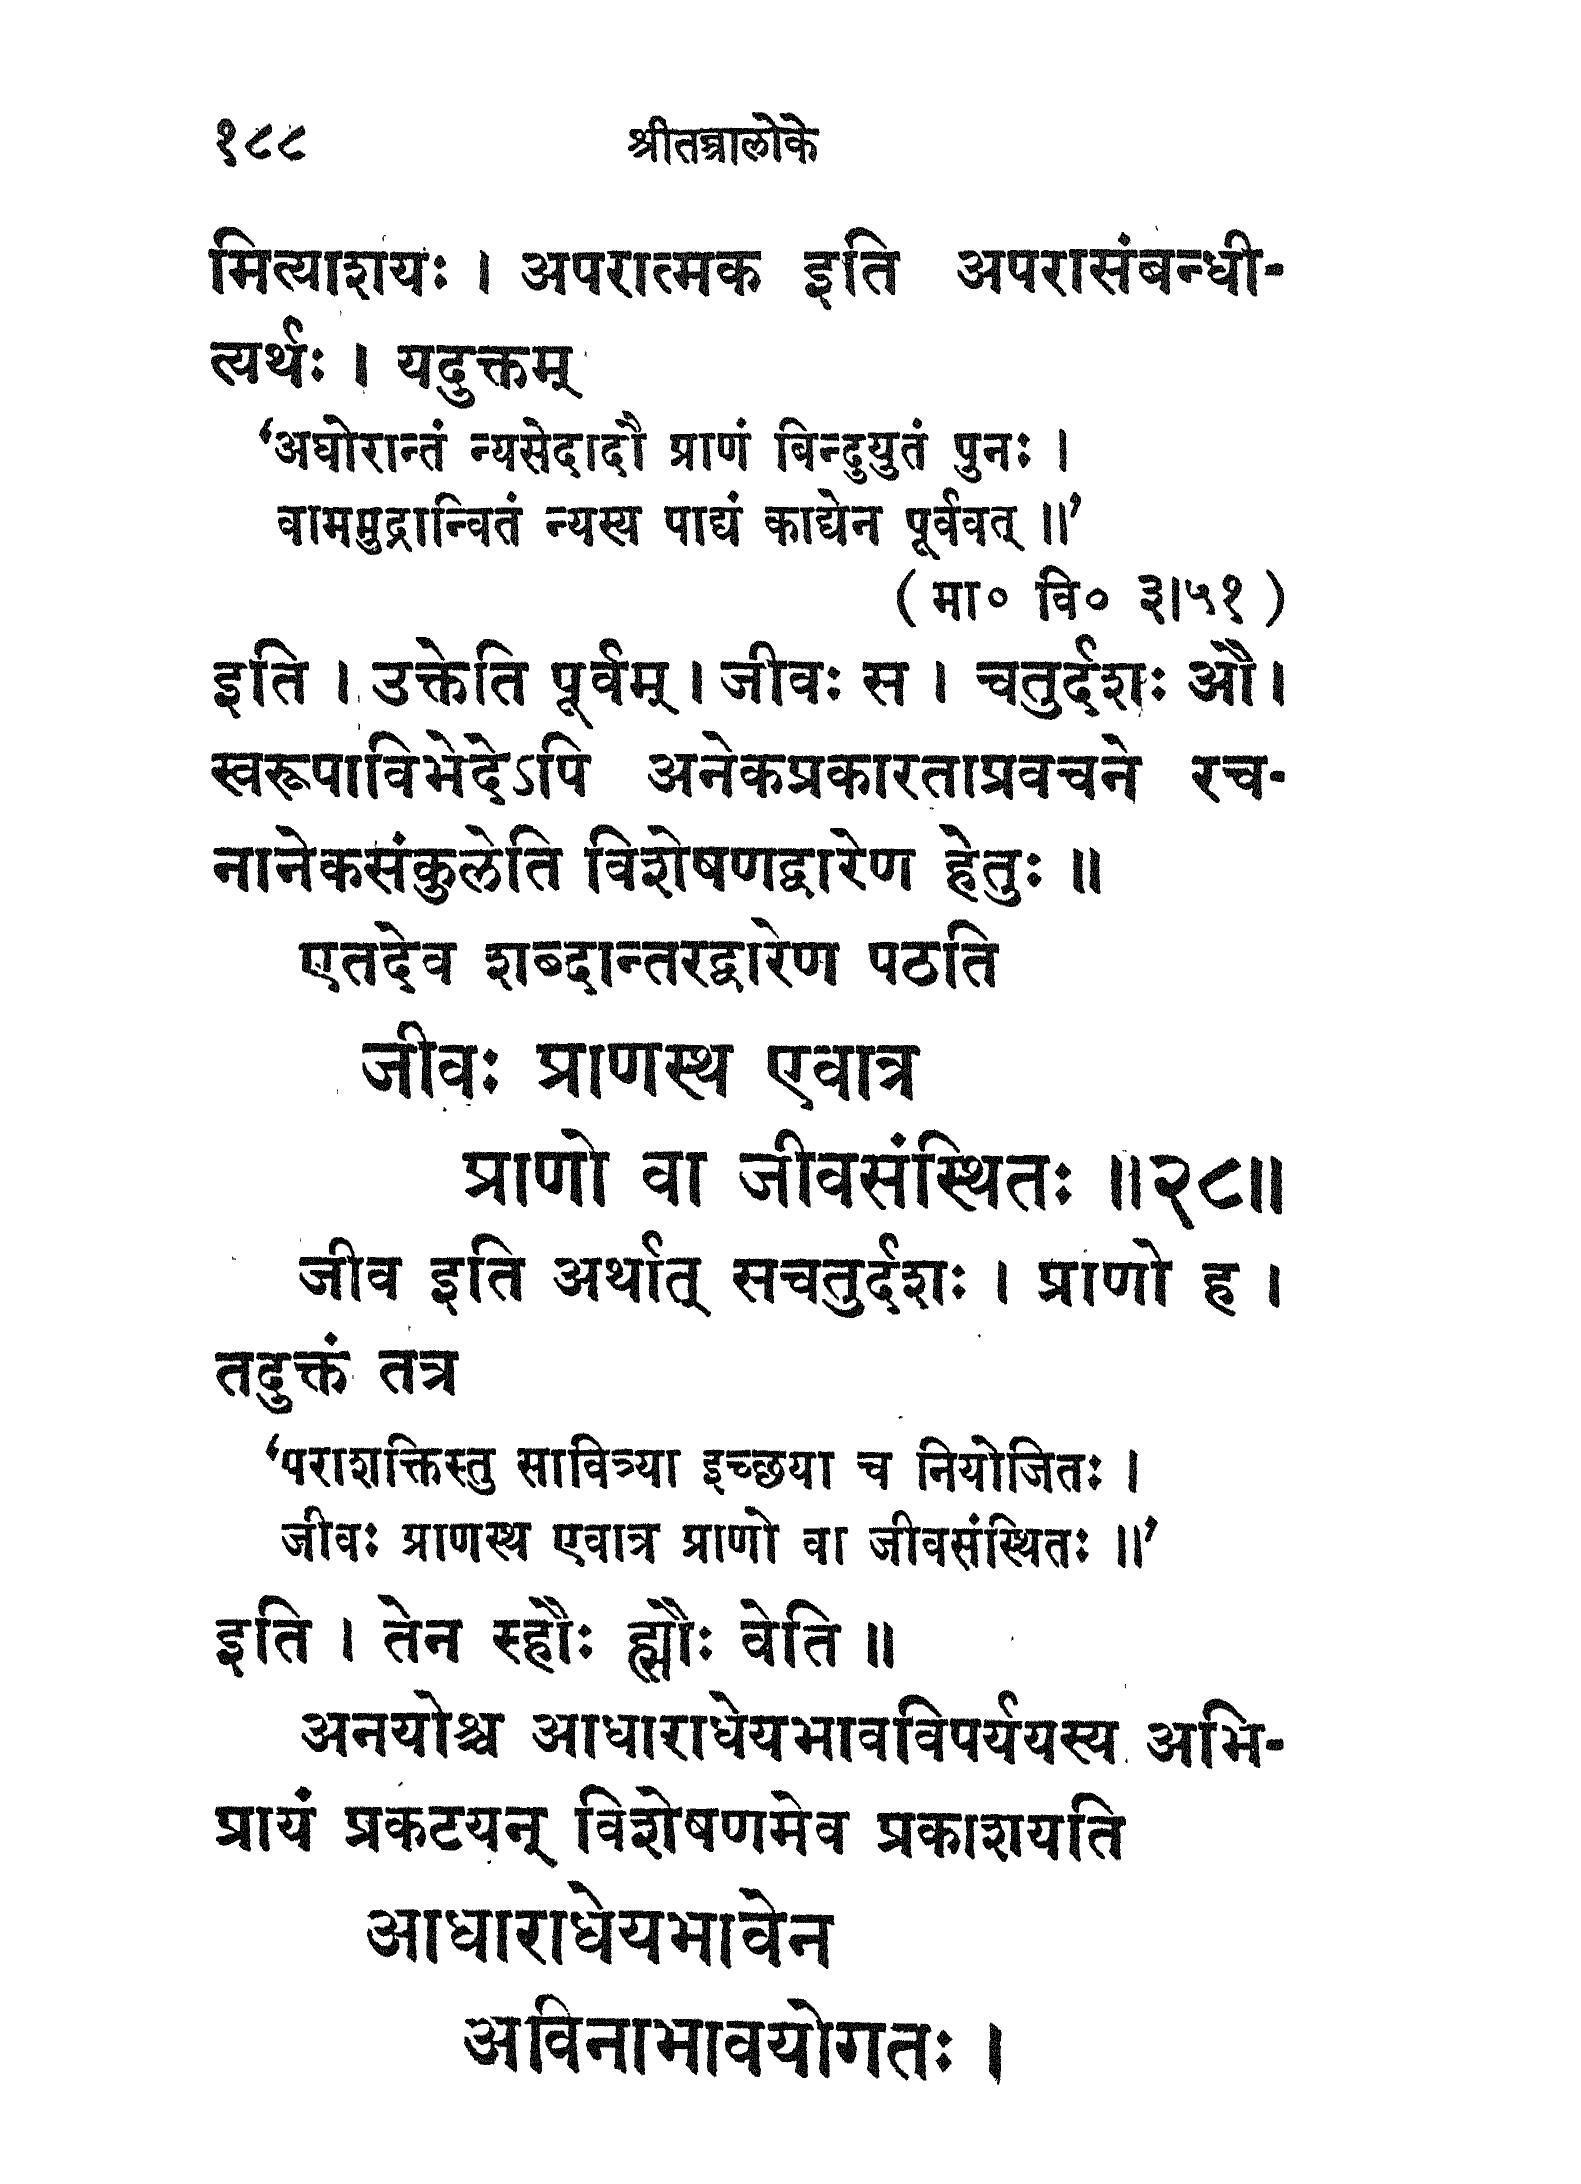 १८८ श्रीतन्त्रालोके
मित्याशयः । अपरात्मक इति अपरासंबन्धी-
त्यर्थः । यदुक्तम्
‘अघोरान्तं न्यसेदादौ प्राणं बिन्दुयुतं पुनः ।
वाममुद्रान्वितं न्यस्य पाद्यं काद्येन पूर्ववत् ॥’
( मा० वि० ३।५१ )
इति । उक्तेति पूर्वम् । जीवः स । चतुर्दशः औ ।
स्वरूपाविभेदेऽपि अनेकप्रकारताप्रवचने रच-
नानेकसंकुलेति विशेषणद्वारेण हेतुः ॥
एतदेव शब्दान्तरद्वारेण पठति
जीवः प्राणस्थ एवात्र
प्राणो वा जीवसंस्थितः ॥२८॥
जीव इति अर्थात् सचतुर्दशः । प्राणो ह ।
तदुक्तं तत्र
‘पराशक्तिस्तु सावित्र्या इच्छया च नियोजितः ।
जीवः प्राणस्थ एवात्र प्राणो वा जीवसंस्थितः ॥’
इति । तेन स्हौः ह्सौः वेति ॥
अनयोश्च आधाराधेयभावविपर्ययस्य अभि-
प्रायं प्रकटयन् विशेषणमेव प्रकाशयति
आधाराधेयभावेन
अविनाभावयोगतः ।